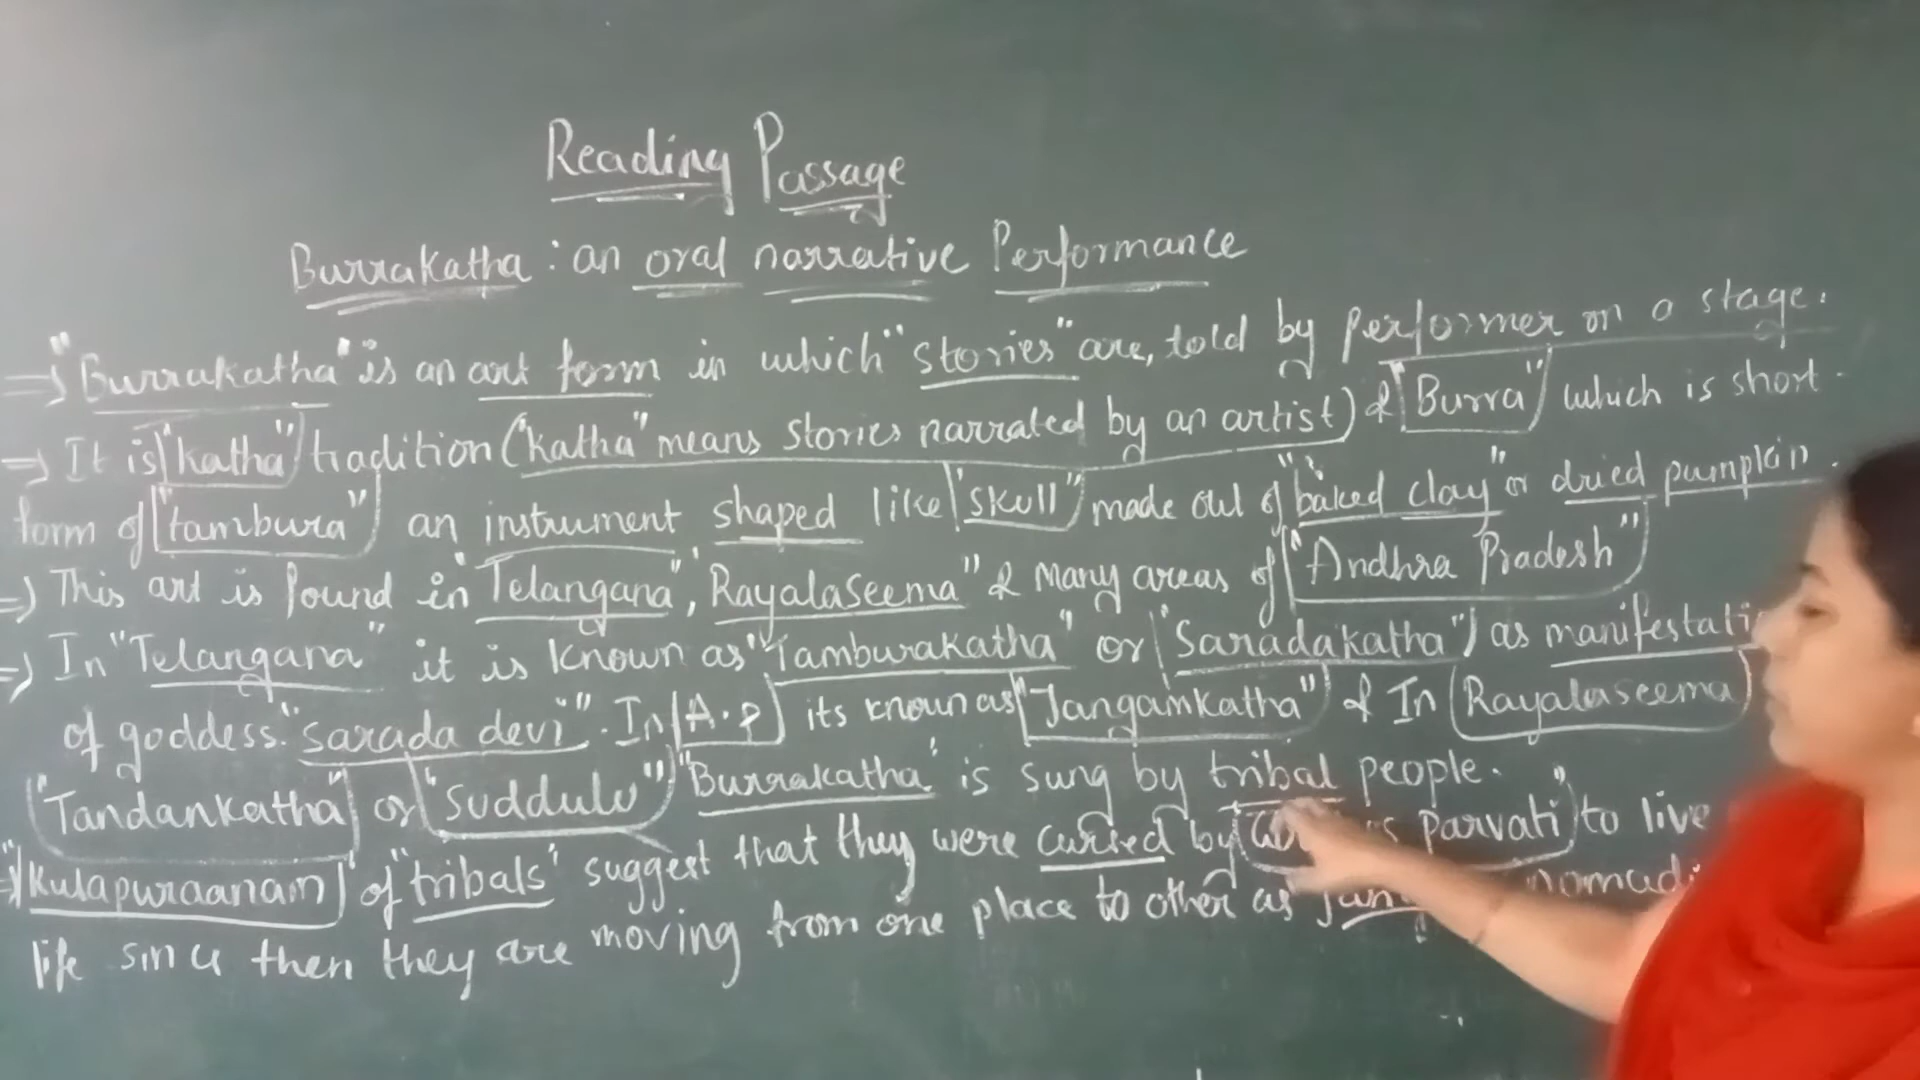 Reading Passage
Burrakatha : an oral narrative Performance
=> "Burrakatha" is an art form in which "stories" are, told by performer on a stage.
=> It is "katha" tradition ("katha" means stories narrated by an artist) & "Burra" which is short
form of "tambura" an instrument shaped like "skull" made out of "baked clay" or dried pumpkin.
=> This art is found in "Telangana", Rayalaseema" & many areas of "Andhra Pradesh"
=> In "Telangana" it is known as "Tamburakatha" or "Saradakatha" as
of goddess "sarada devi". In A.P its known as "Jangamkatha" & In Rayalaseema
"Tandankatha" or "Suddulu" "Burrakatha" is sung by tribal people.
=> "Kulapuraanam" of "tribals" suggest that they were cursed by parvati" to live
life since then they are moving from one place to other as